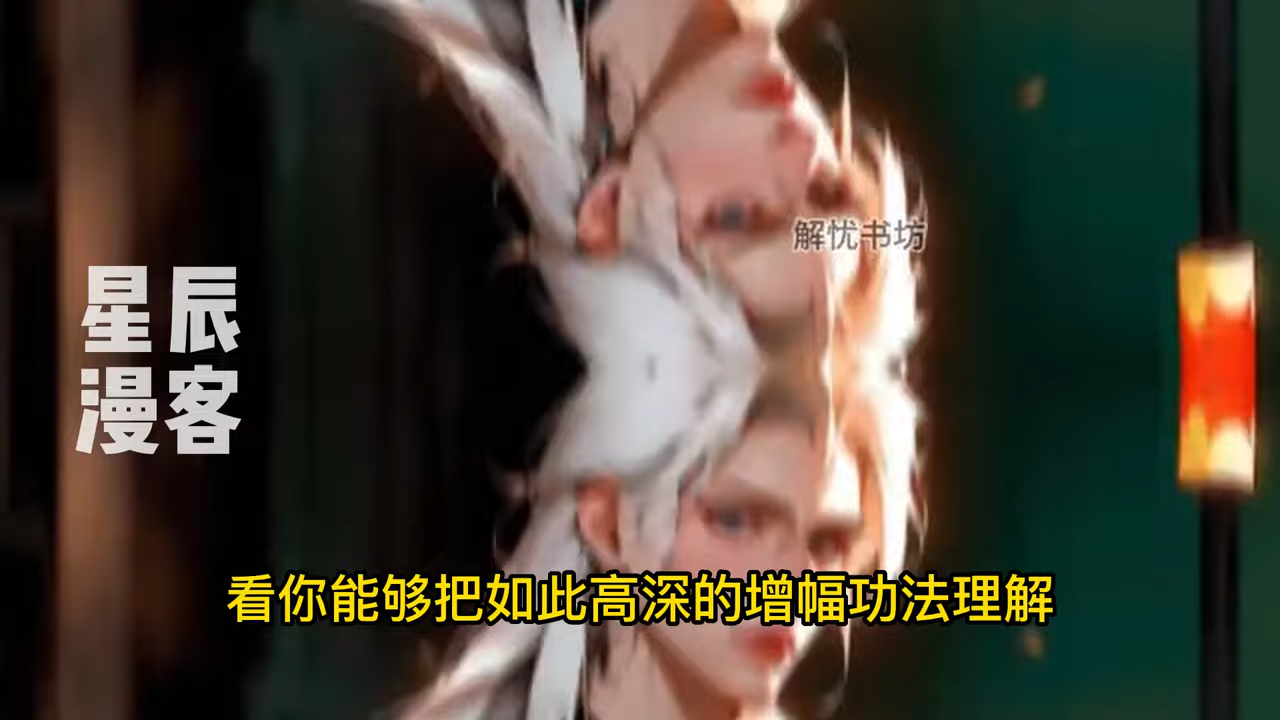 解忧书坊
星辰
漫客
看你能够把如此高深的增幅功法理解